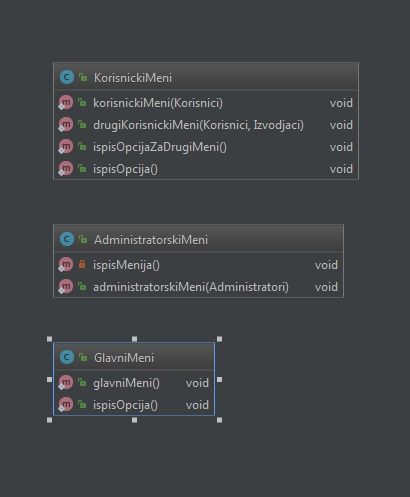 KorisnickiMeni
korisnickiMeni(Korisnici) void
drugiKorisnickiMeni(Korisnici, Izvodjaci) void
ispisOpcijaZaDrugiMeni() void
ispisOpcija() void
AdministratorskiMeni
ispisMenija() void
administratorskiMeni(Administratori) void
GlavniMeni
glavniMeni() void
ispisOpcija() void